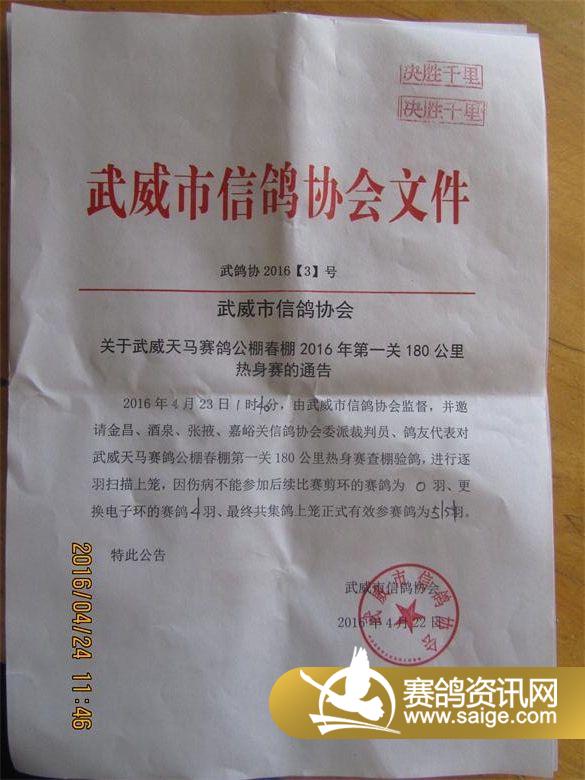 决胜千里
决胜千里
武威市信鸽协会文件
武鸽协 2016【3】号
武威市信鸽协会
关于武威天马赛鸽公棚春棚 2016 年第一关 180 公里
热身赛的通告
2016 年 4 月 23 日 时 分，由武威市信鸽协会监督，并邀
请金昌、酒泉、张掖、嘉峪关信鸽协会委派裁判员、鸽友代表对
武威天马赛鸽公棚春棚第一关 180 公里热身赛查棚验鸽，进行逐
羽扫描上笼，因伤病不能参加后续比赛剪环的赛鸽为 0 羽、更
换电子环的赛鸽 羽、最终共集鸽上笼正式有效参赛鸽为 羽。
特此公告
武威市信鸽协会
2016 年 4 月 22 日
武威市信鸽协会
2016/04/24 11:46
赛鸽资讯网
www.saige.com